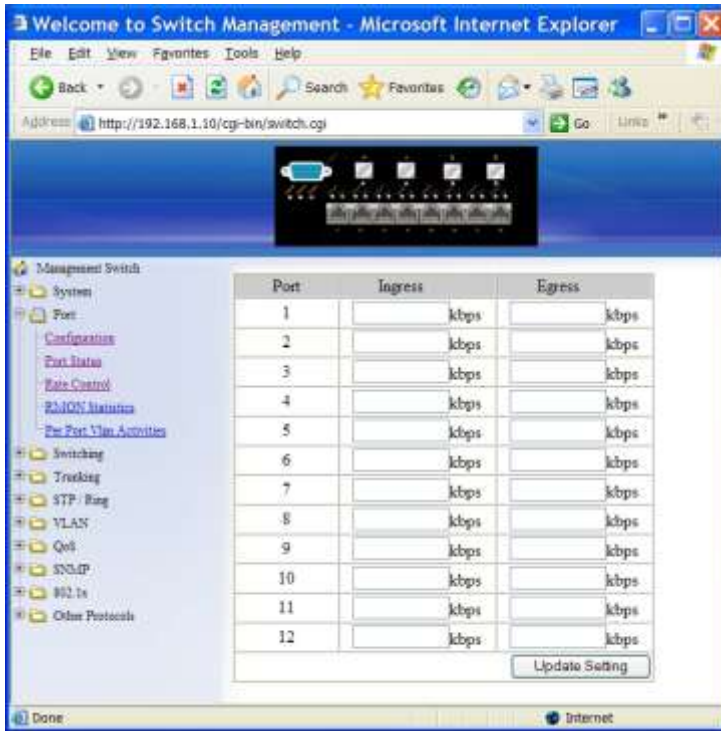 Welcome to Switch Management - Microsoft Internet Explorer
File Edit View Favorites Tools Help
Back Search Favorites
Address http://192.168.1.10/cgi-bin/switch.cgi Go Links
Management Switch
System
Port
Configuration
Port Status
Rate Control
RMON Statistics
Per Port Vlan Activities
Switching
Trunking
STP / Ring
VLAN
QoS
SNMP
802.1x
Other Protocols
Port Ingress Egress
1 kbps kbps
2 kbps kbps
3 kbps kbps
4 kbps kbps
5 kbps kbps
6 kbps kbps
7 kbps kbps
8 kbps kbps
9 kbps kbps
10 kbps kbps
11 kbps kbps
12 kbps kbps
Update Setting
Done Internet